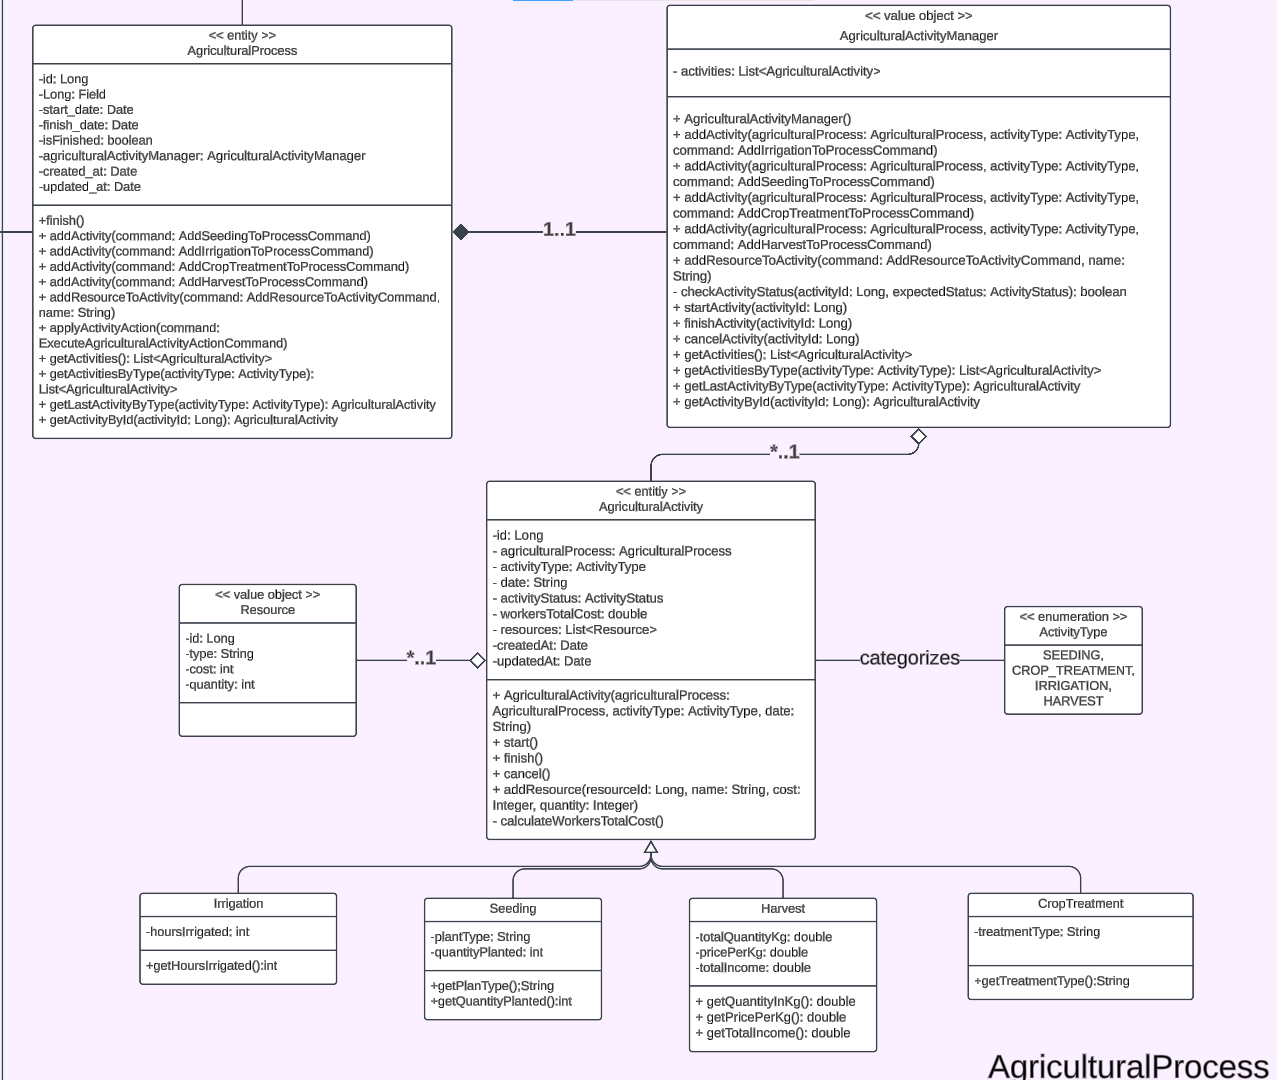 << entity >>
AgriculturalProcess
-id: Long
-Long: Field
-start_date: Date
-finish_date: Date
-isFinished: boolean
-agriculturalActivityManager: AgriculturalActivityManager
-created_at: Date
-updated_at: Date
+finish()
+ addActivity(command: AddSeedingToProcessCommand)
+ addActivity(command: AddIrrigationToProcessCommand)
+ addActivity(command: AddCropTreatmentToProcessCommand)
+ addActivity(command: AddHarvestToProcessCommand)
+ addResourceToActivity(command: AddResourceToActivityCommand,
name: String)
+ applyActivityAction(command:
ExecuteAgriculturalActivityActionCommand)
+ getActivities(): List<AgriculturalActivity>
+ getActivitiesByType(activityType: ActivityType):
List<AgriculturalActivity>
+ getLastActivityByType(activityType: ActivityType): AgriculturalActivity
+ getActivityById(activityId: Long): AgriculturalActivity
1..1
<< value object >>
AgriculturalActivityManager
- activities: List<AgriculturalActivity>
+ AgriculturalActivityManager()
+ addActivity(agriculturalProcess: AgriculturalProcess, activityType: ActivityType,
command: AddIrrigationToProcessCommand)
+ addActivity(agriculturalProcess: AgriculturalProcess, activityType: ActivityType,
command: AddSeedingToProcessCommand)
+ addActivity(agriculturalProcess: AgriculturalProcess, activityType: ActivityType,
command: AddCropTreatmentToProcessCommand)
+ addActivity(agriculturalProcess: AgriculturalProcess, activityType: ActivityType,
command: AddHarvestToProcessCommand)
+ addResourceToActivity(command: AddResourceToActivityCommand, name:
String)
- checkActivityStatus(activityId: Long, expectedStatus: ActivityStatus): boolean
+ startActivity(activityId: Long)
+ finishActivity(activityId: Long)
+ cancelActivity(activityId: Long)
+ getActivities(): List<AgriculturalActivity>
+ getActivitiesByType(activityType: ActivityType): List<AgriculturalActivity>
+ getLastActivityByType(activityType: ActivityType): AgriculturalActivity
+ getActivityById(activityId: Long): AgriculturalActivity
*..1
<< entitiy >>
AgriculturalActivity
-id: Long
- agriculturalProcess: AgriculturalProcess
- activityType: ActivityType
- date: String
- activityStatus: ActivityStatus
- workersTotalCost: double
- resources: List<Resource>
-createdAt: Date
-updatedAt: Date
+ AgriculturalActivity(agriculturalProcess:
AgriculturalProcess, activityType: ActivityType, date:
String)
+ start()
+ finish()
+ cancel()
+ addResource(resourceId: Long, name: String, cost:
Integer, quantity: Integer)
- calculateWorkersTotalCost()
<< value object >>
Resource
-id: Long
-type: String
-cost: int
-quantity: int
*..1
categorizes
<< enumeration >>
ActivityType
SEEDING,
CROP_TREATMENT,
IRRIGATION,
HARVEST
Irrigation
-hoursIrrigated; int
+getHoursIrrigated():int
Seeding
-plantType; String
-quantityPlanted: int
+getPlanType();String
+getQuantityPlanted():int
Harvest
-totalQuantityKg: double
-pricePerKg: double
-totalIncome: double
+ getQuantityInKg(): double
+ getPricePerKg(): double
+ getTotalIncome(): double
CropTreatment
-treatmentType; String
+getTreatmentType():String
AgriculturalProcess